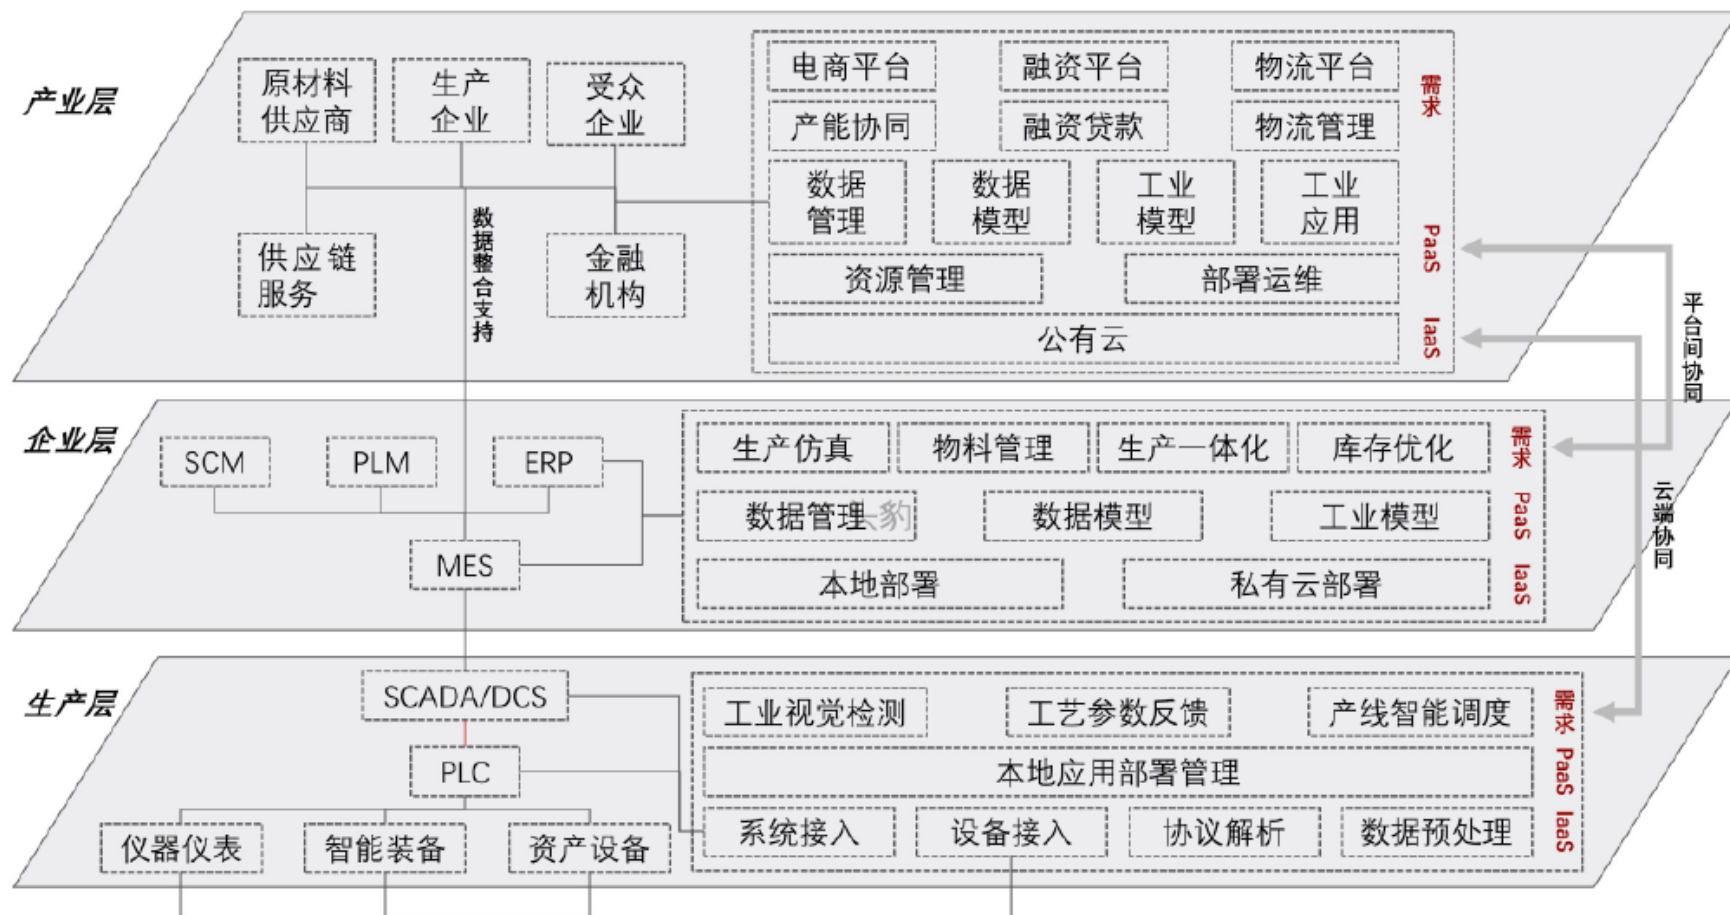 产业层
原材料
供应商
生产
企业
受众
企业
供应链
服务
金融
机构
数据整合支持
电商平台
融资平台
物流平台
需求
产能协同
融资贷款
物流管理
数据
管理
数据
模型
工业
模型
工业
应用
PaaS
资源管理
部署运维
公有云
IaaS
平台间协同
企业层
SCM
PLM
ERP
MES
生产仿真
物料管理
生产一体化
库存优化
需求
数据管理
头豹
数据模型
工业模型
PaaS
本地部署
私有云部署
IaaS
云端协同
生产层
SCADA/DCS
PLC
仪器仪表
智能装备
资产设备
工业视觉检测
工艺参数反馈
产线智能调度
需求
本地应用部署管理
PaaS
系统接入
设备接入
协议解析
数据预处理
IaaS